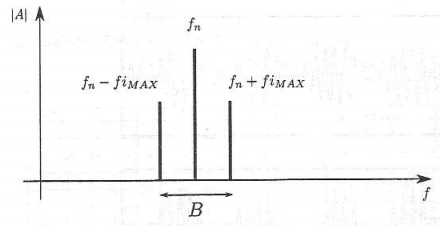 |A|
f_n
f_n − fi_MAX
f_n + fi_MAX
f
B